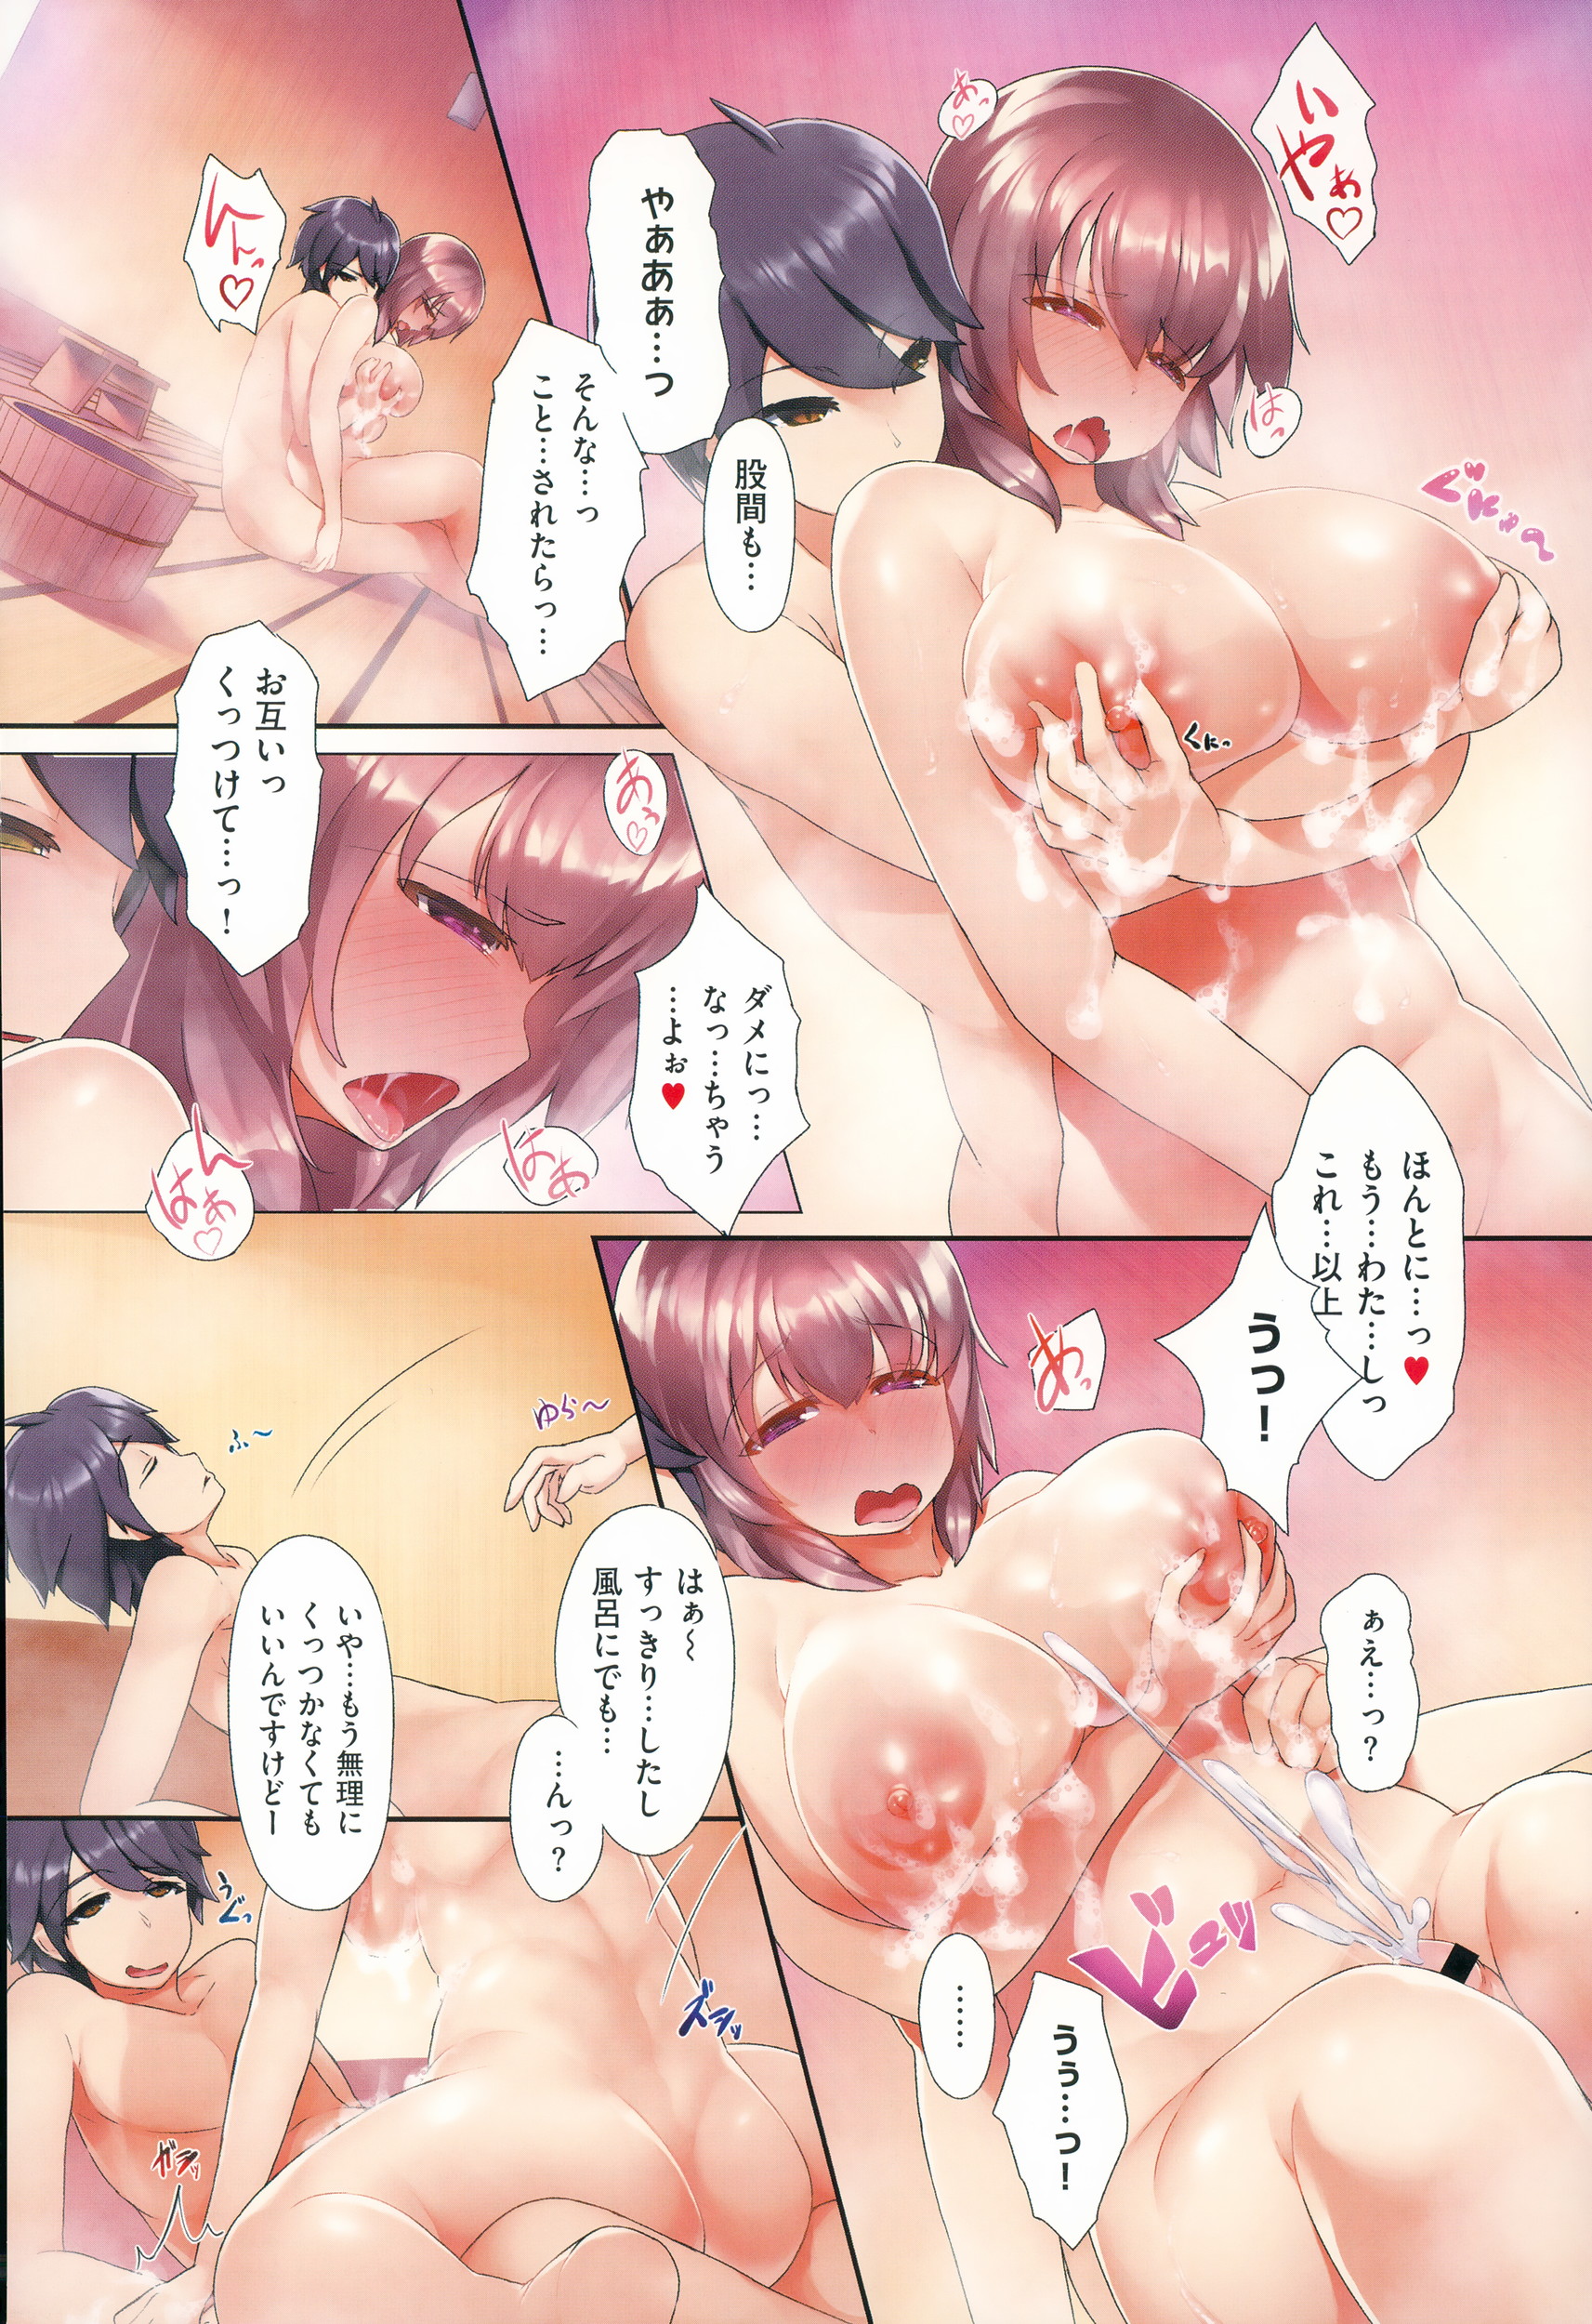 いやぁ♡
あっ♡
はっ
ぐにゅ～
くにっ
やぁぁぁ…っ
股間も…
そんな…っ
こと…されたらっ…
んんっ♡
お互いっ
くっつけて…っ！
あっ♡
ダメにっ…
なっ…ちゃう
…よぉ♥
はぁ
んはぁ♡
ほんとに…っ♥
もう…わた…しっ
これ…以上
うっ！
あっ
ぁえ…っ？
ビュッ
……
うぅ…っ！
はぁ～
すっきり…したし
風呂にでも…
…んっ？
ゆら～
ふ～
いや…もう無理に
くっつかなくても
いいんですけどー
ズシッ
うぐっ
ガシッ